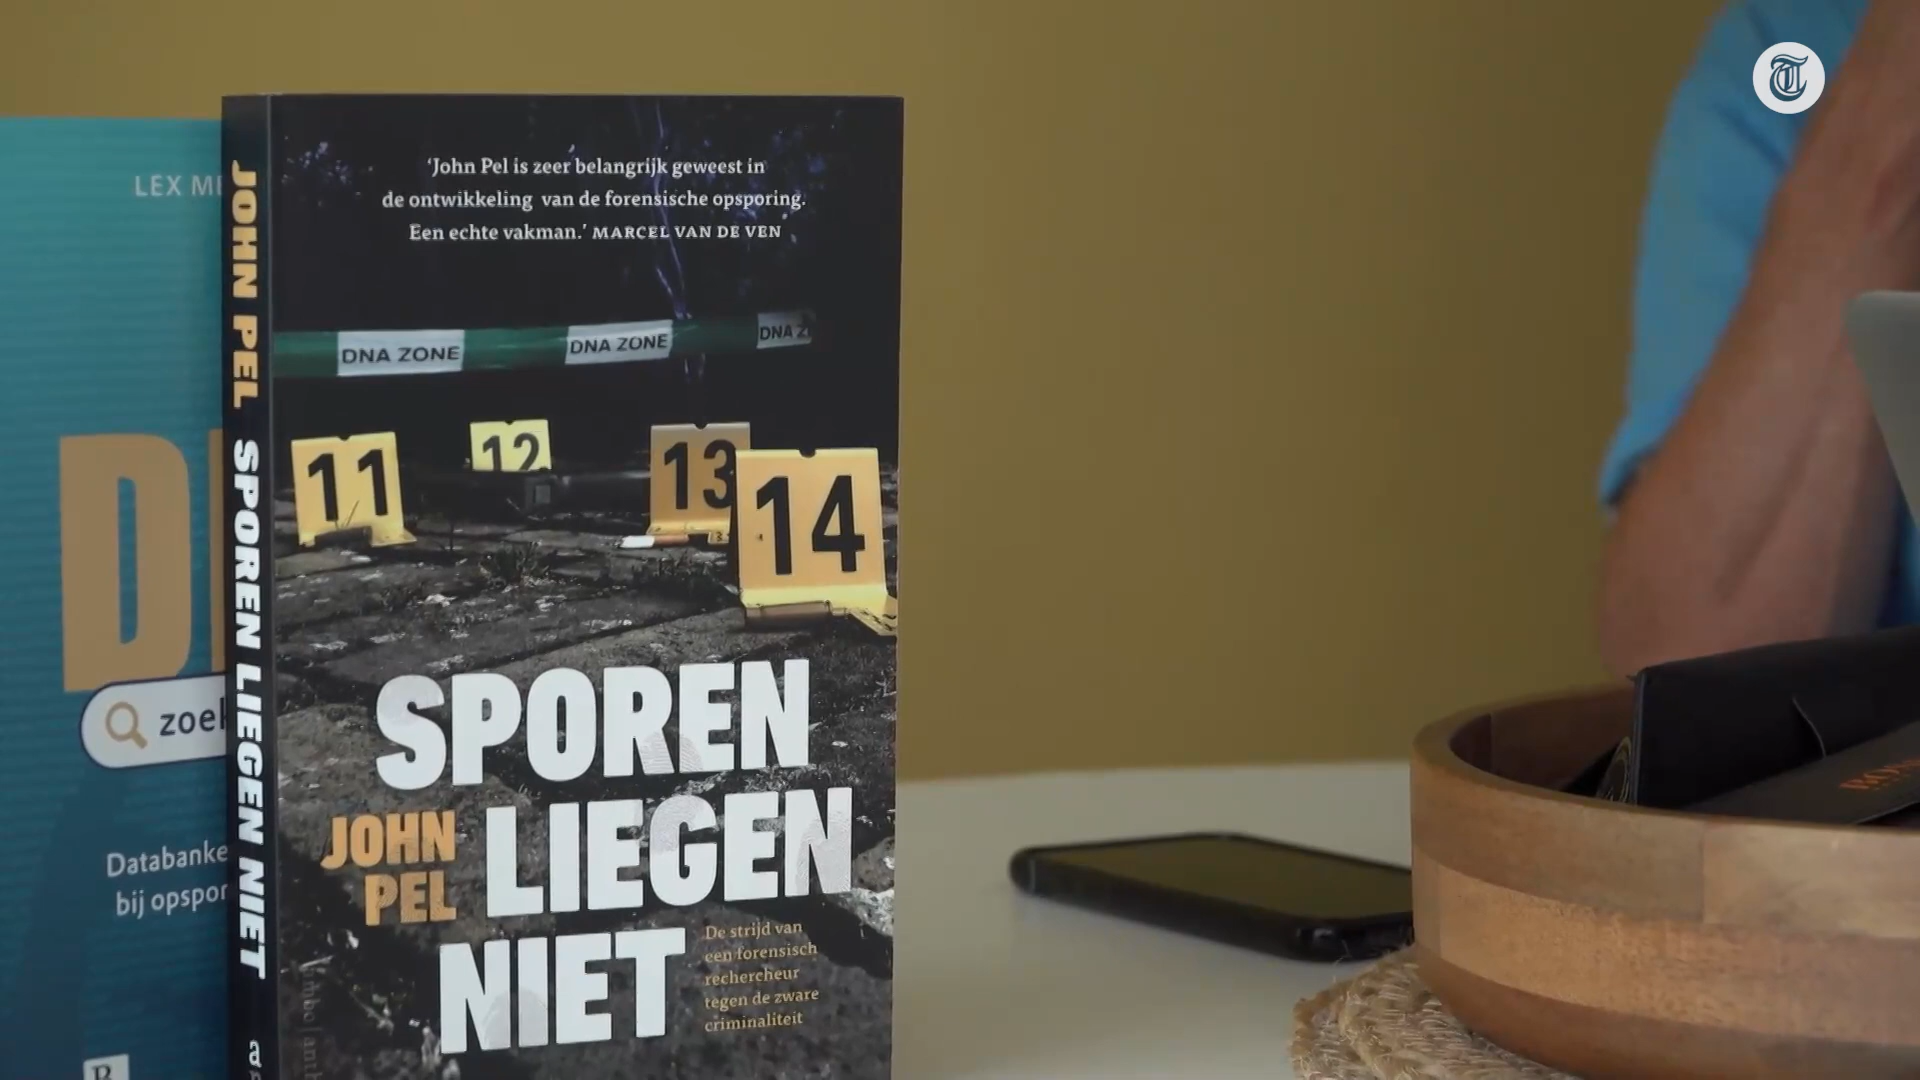 LEX
D
zoek
Databanke
bij opspor
JOHN PEL SPOREN LIEGEN NIET
‘John Pel is zeer belangrijk geweest in
de ontwikkeling van de forensische opsporing.
Een echte vakman.’ MARCEL VAN DE VEN
DNA ZONE DNA ZONE DNA
11 12 13 14
SPOREN
JOHN
PEL
LIEGEN
NIET
De strijd van
een forensisch
rechercheur
tegen de zware
criminaliteit
T